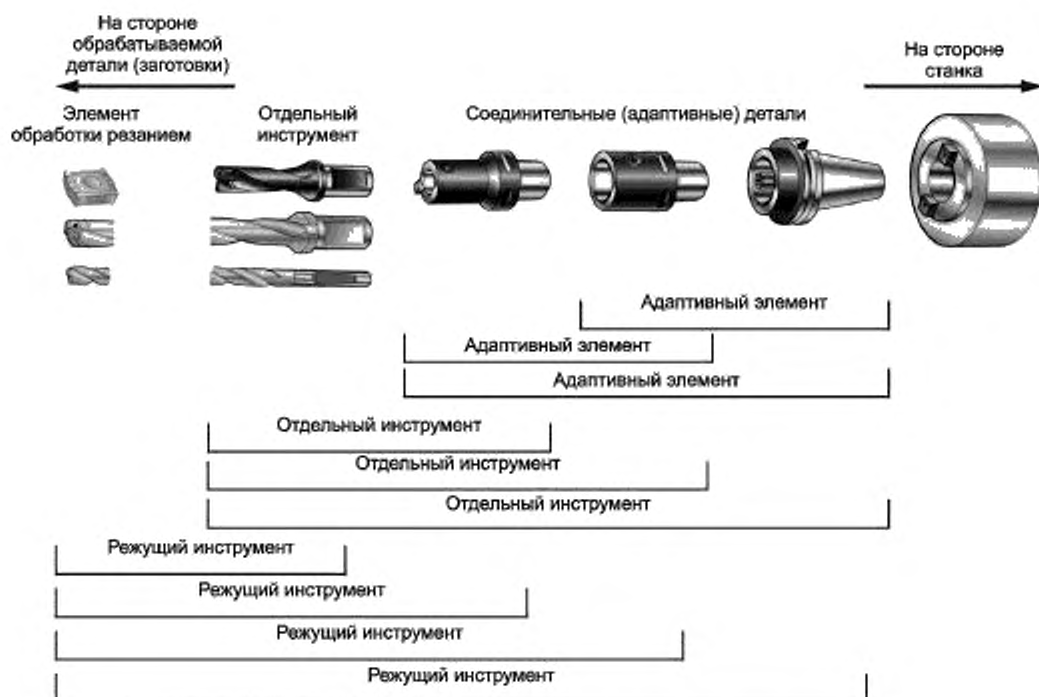 На стороне
обрабатываемой
детали (заготовки)
На стороне
станка
Элемент
обработки резанием
Отдельный
инструмент
Соединительные (адаптивные) детали
Адаптивный элемент
Адаптивный элемент
Адаптивный элемент
Отдельный инструмент
Отдельный инструмент
Отдельный инструмент
Режущий инструмент
Режущий инструмент
Режущий инструмент
Режущий инструмент